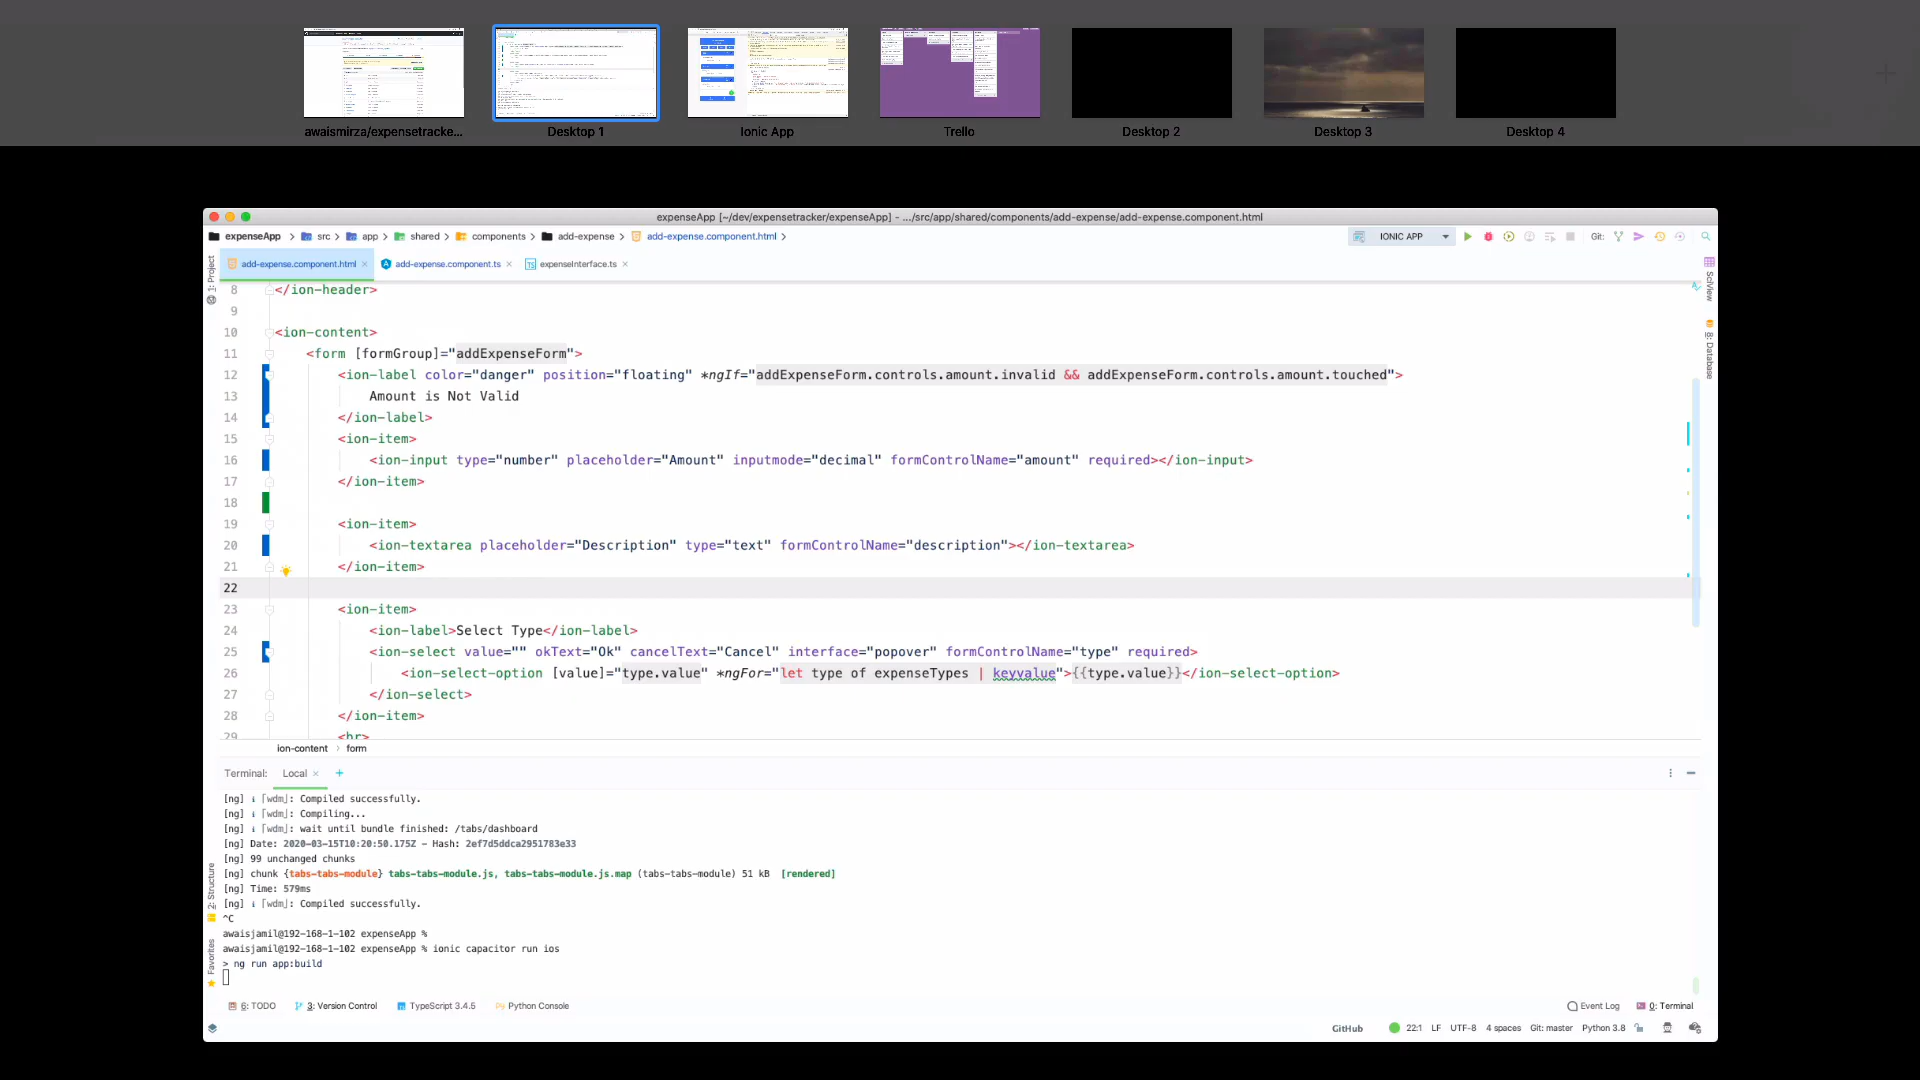 awaismirza/expensetracke...
Desktop 1
Ionic App
Trello
Desktop 2
Desktop 3
Desktop 4
expenseApp [~/dev/expensetracker/expenseApp] - .../src/app/shared/components/add-expense/add-expense.component.html
expenseApp > src > app > shared > components > add-expense > add-expense.component.html >
IONIC APP
Git:
add-expense.component.html ×
add-expense.component.ts ×
expenseInterface.ts ×
1: Project
SciView
8: Database
8 </ion-header>
9
10 <ion-content>
11 <form [formGroup]="addExpenseForm">
12 <ion-label color="danger" position="floating" *ngIf="addExpenseForm.controls.amount.invalid && addExpenseForm.controls.amount.touched">
13 Amount is Not Valid
14 </ion-label>
15 <ion-item>
16 <ion-input type="number" placeholder="Amount" inputmode="decimal" formControlName="amount" required></ion-input>
17 </ion-item>
18
19 <ion-item>
20 <ion-textarea placeholder="Description" type="text" formControlName="description"></ion-textarea>
21 </ion-item>
22
23 <ion-item>
24 <ion-label>Select Type</ion-label>
25 <ion-select value="" okText="Ok" cancelText="Cancel" interface="popover" formControlName="type" required>
26 <ion-select-option [value]="type.value" *ngFor="let type of expenseTypes | keyvalue">{{type.value}}</ion-select-option>
27 </ion-select>
28 </ion-item>
29 <br>
ion-content > form
Terminal: Local × +
[ng] ℹ ｢wdm｣: Compiled successfully.
[ng] ℹ ｢wdm｣: Compiling...
[ng] ℹ ｢wdm｣: wait until bundle finished: /tabs/dashboard
[ng] Date: 2020-03-15T10:20:50.175Z - Hash: 2ef7d5ddca2951783e33
[ng] 99 unchanged chunks
[ng] chunk {tabs-tabs-module} tabs-tabs-module.js, tabs-tabs-module.js.map (tabs-tabs-module) 51 kB [rendered]
[ng] Time: 579ms
[ng] ℹ ｢wdm｣: Compiled successfully.
^C
awaisjamil@192-168-1-102 expenseApp %
awaisjamil@192-168-1-102 expenseApp % ionic capacitor run ios
> ng run app:build
2: Structure
Favorites
6: TODO
3: Version Control
TypeScript 3.4.5
Python Console
Event Log
0: Terminal
GitHub
22:1 LF UTF-8 4 spaces Git: master Python 3.8